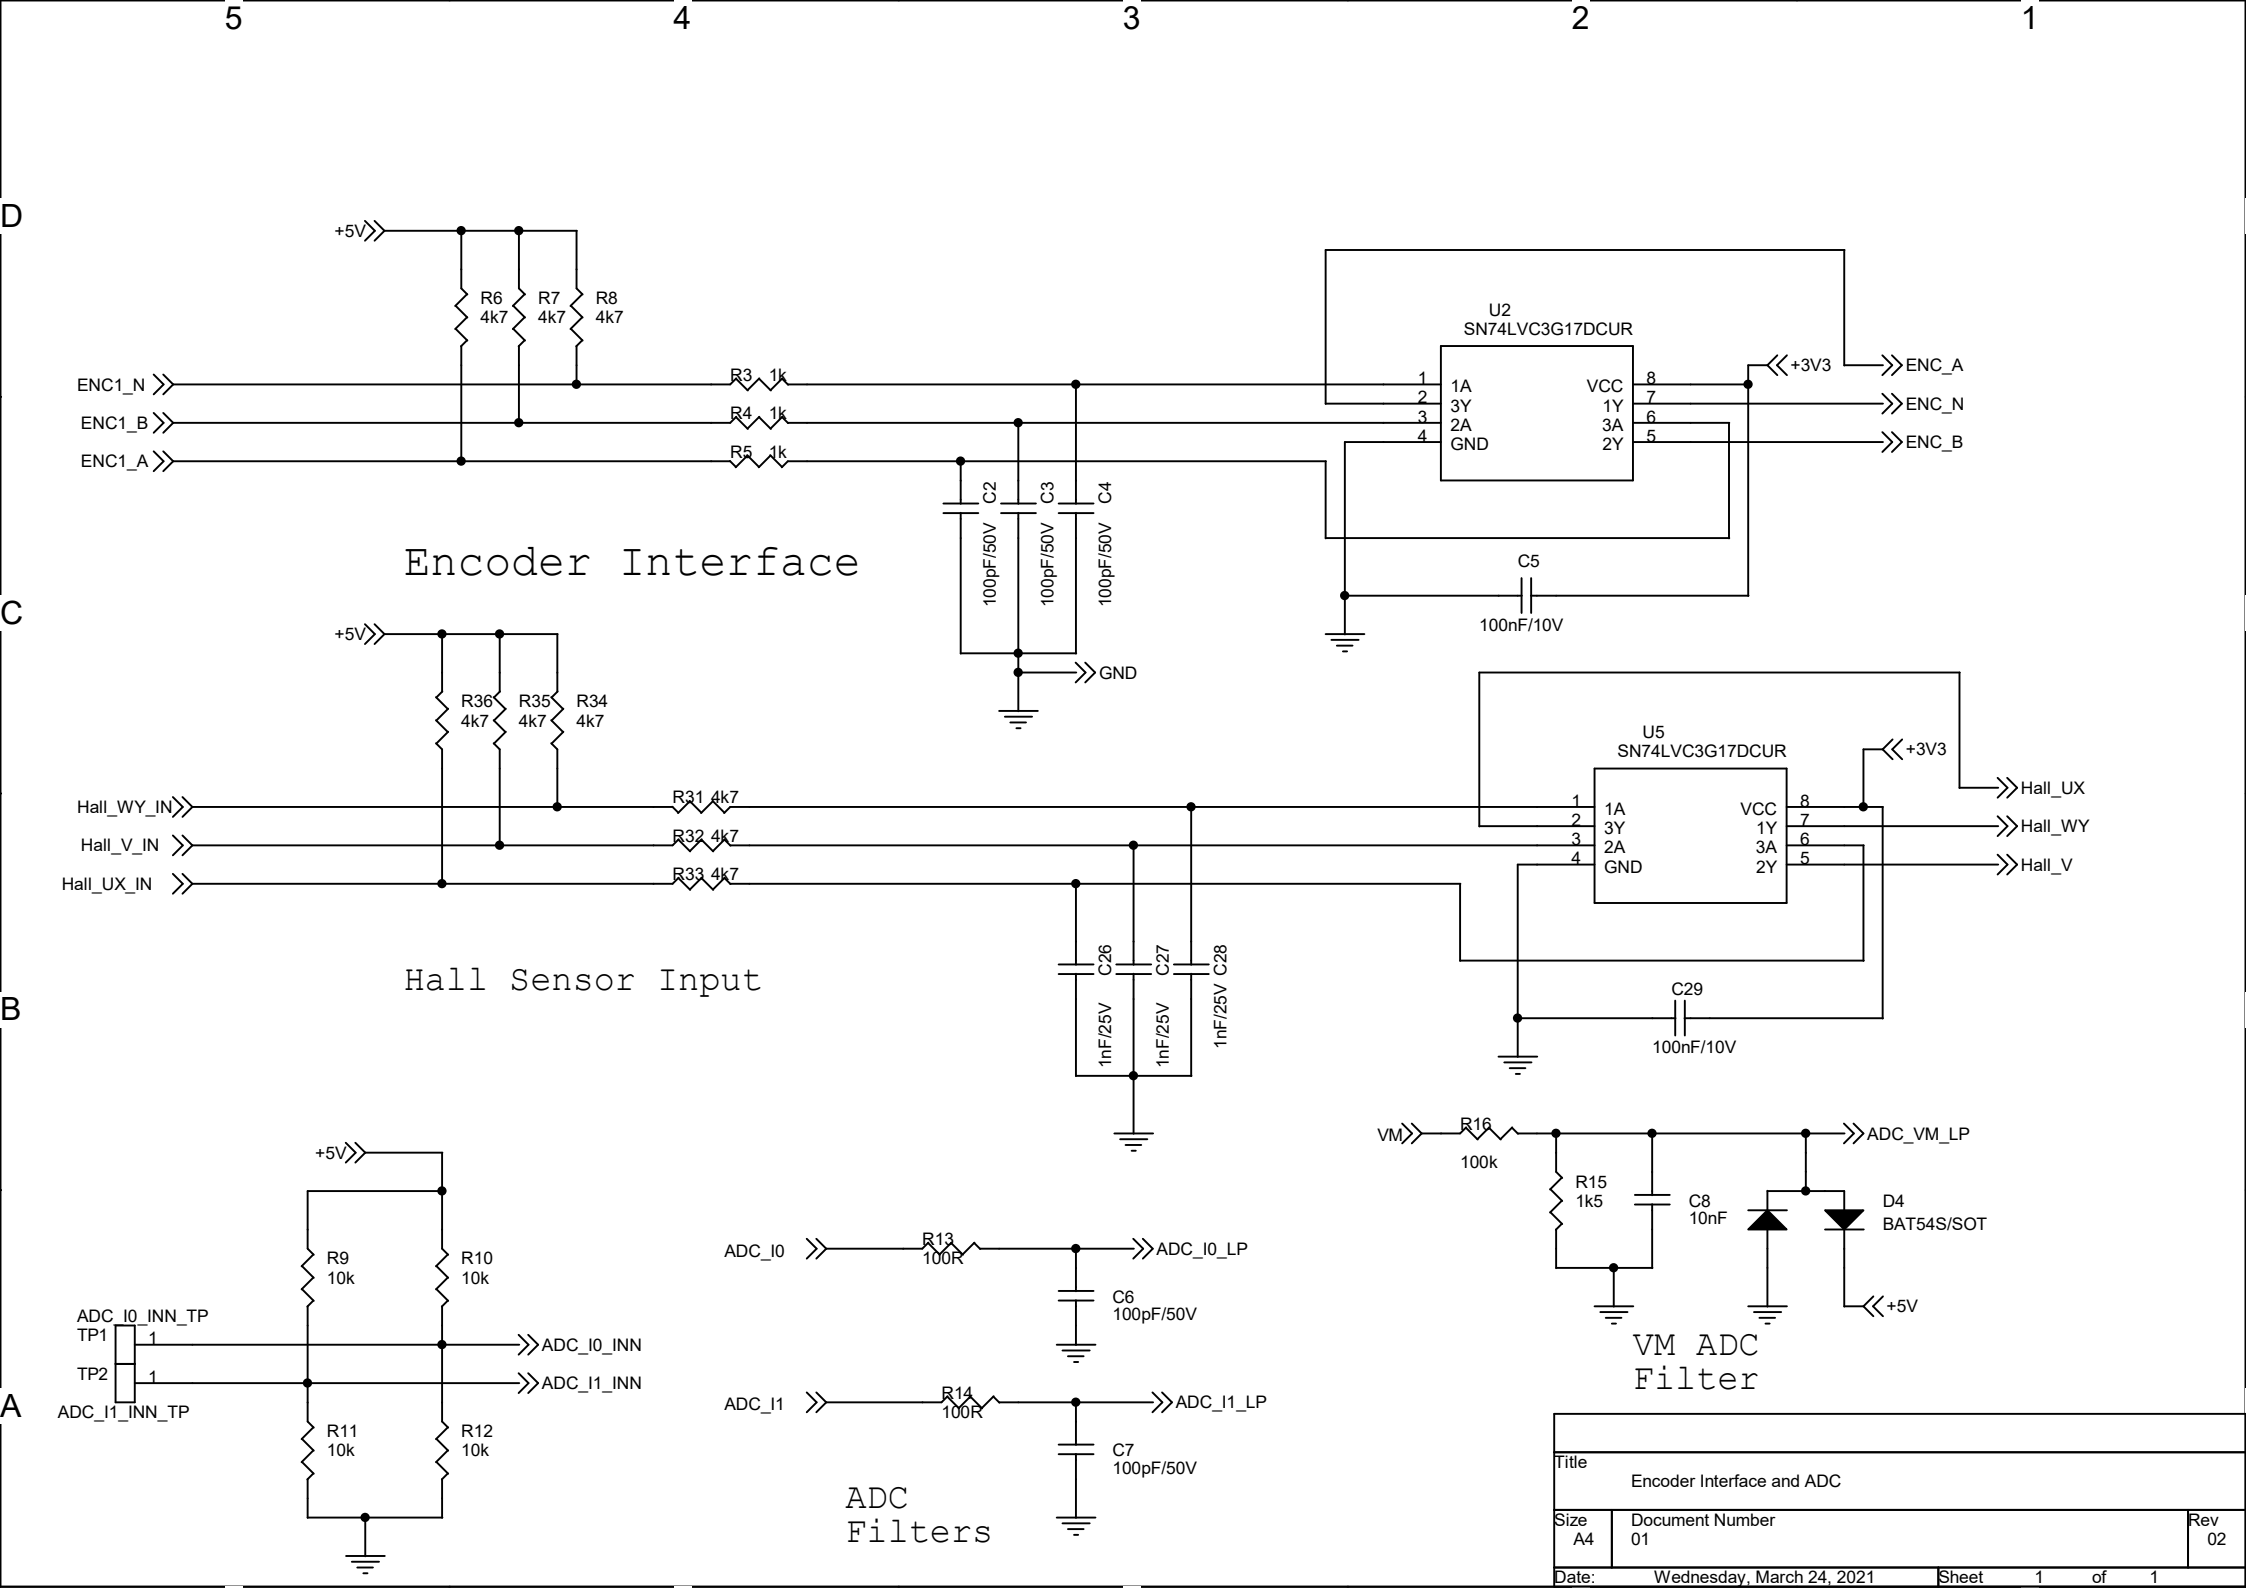 5 4 3 2 1
D
C
B
A
+5V
R6
4k7
R7
4k7
R8
4k7
ENC1_N
ENC1_B
ENC1_A
R3 1k
R4 1k
R5 1k
C2
100pF/50V
C3
100pF/50V
C4
100pF/50V
GND
Encoder Interface
U2
SN74LVC3G17DCUR
1 1A
2 3Y
3 2A
4 GND
VCC 8
1Y 7
3A 6
2Y 5
+3V3
ENC_A
ENC_N
ENC_B
C5
100nF/10V
+5V
R36
4k7
R35
4k7
R34
4k7
Hall_WY_IN
Hall_V_IN
Hall_UX_IN
R31 4k7
R32 4k7
R33 4k7
C26
1nF/25V
C27
1nF/25V
C28
1nF/25V
Hall Sensor Input
U5
SN74LVC3G17DCUR
1 1A
2 3Y
3 2A
4 GND
VCC 8
1Y 7
3A 6
2Y 5
+3V3
Hall_UX
Hall_WY
Hall_V
C29
100nF/10V
+5V
R9
10k
R10
10k
ADC_I0_INN_TP
TP1 1
TP2 1
ADC_I1_INN_TP
ADC_I0_INN
ADC_I1_INN
R11
10k
R12
10k
ADC_I0
R13
100R
ADC_I0_LP
C6
100pF/50V
ADC_I1
R14
100R
ADC_I1_LP
C7
100pF/50V
ADC
Filters
VM
R16
100k
ADC_VM_LP
R15
1k5
C8
10nF
D4
BAT54S/SOT
+5V
VM ADC
Filter
Title
Encoder Interface and ADC
Size
A4
Document Number
01
Rev
02
Date: Wednesday, March 24, 2021 Sheet 1 of 1